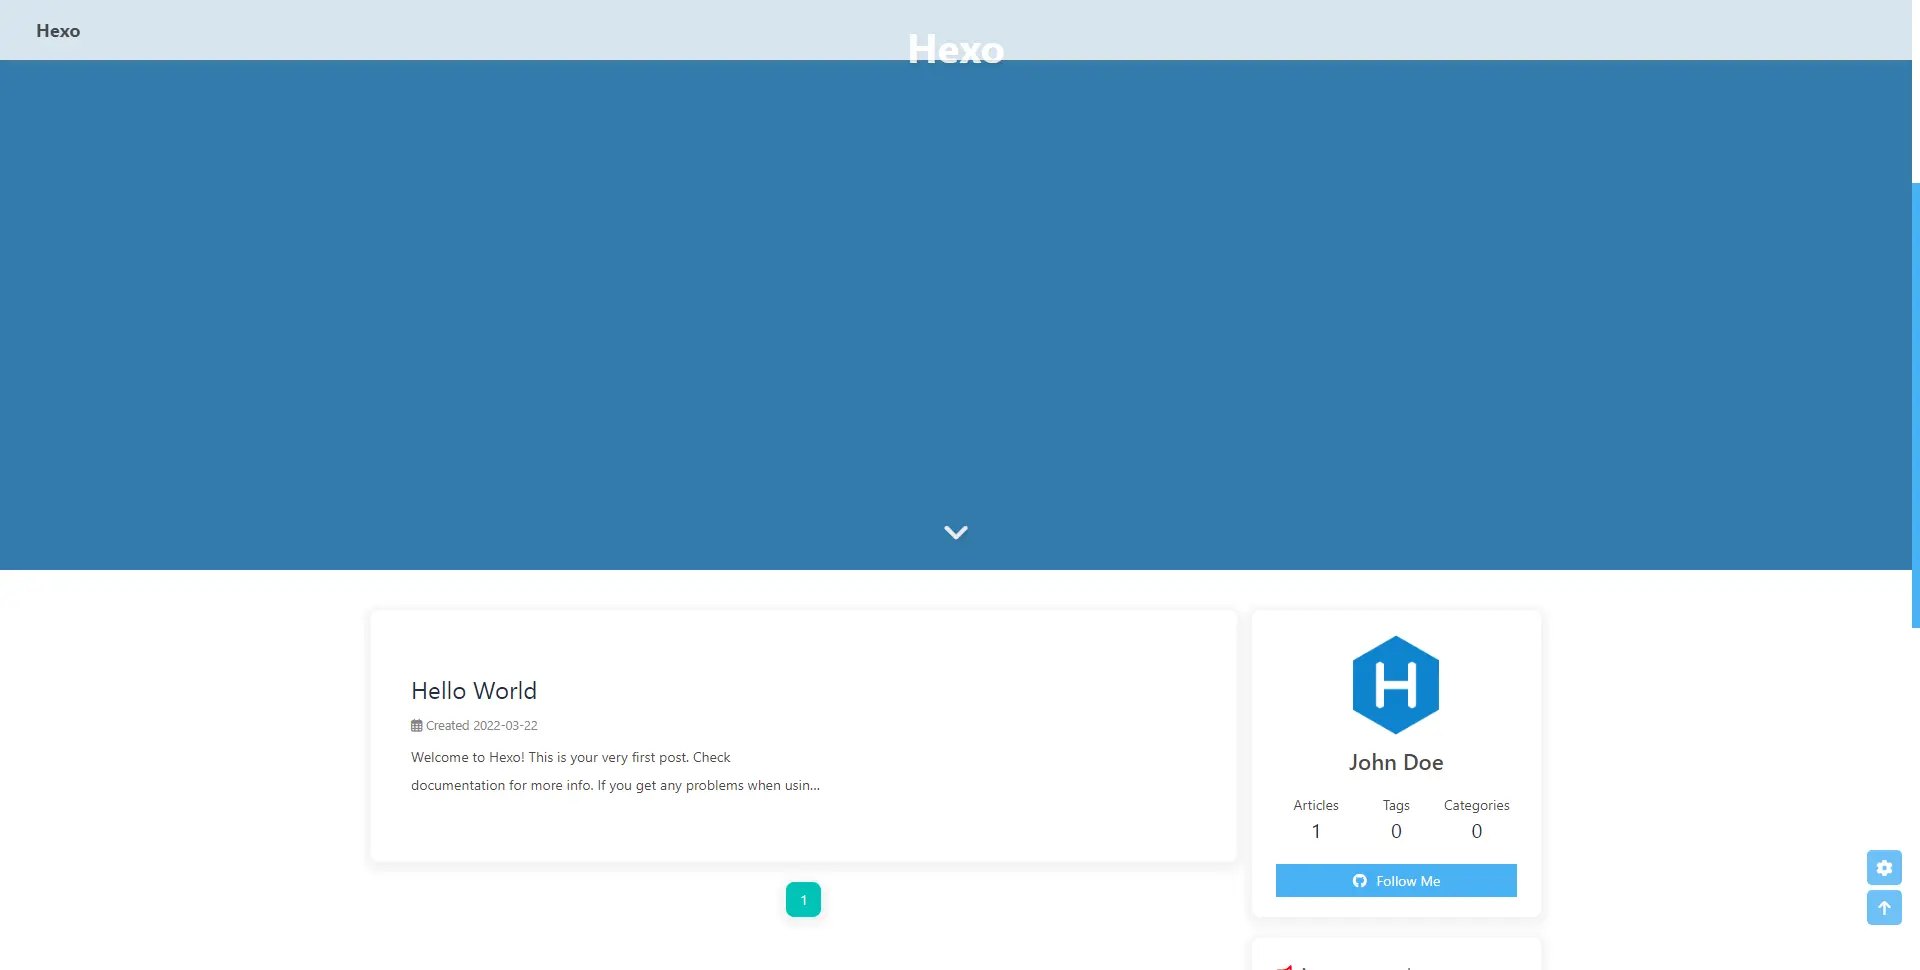 Hexo
Hexo
Hello World
Created 2022-03-22
Welcome to Hexo! This is your very first post. Check
documentation for more info. If you get any problems when usin...
1
H
John Doe
Articles Tags Categories
1 0 0
Follow Me